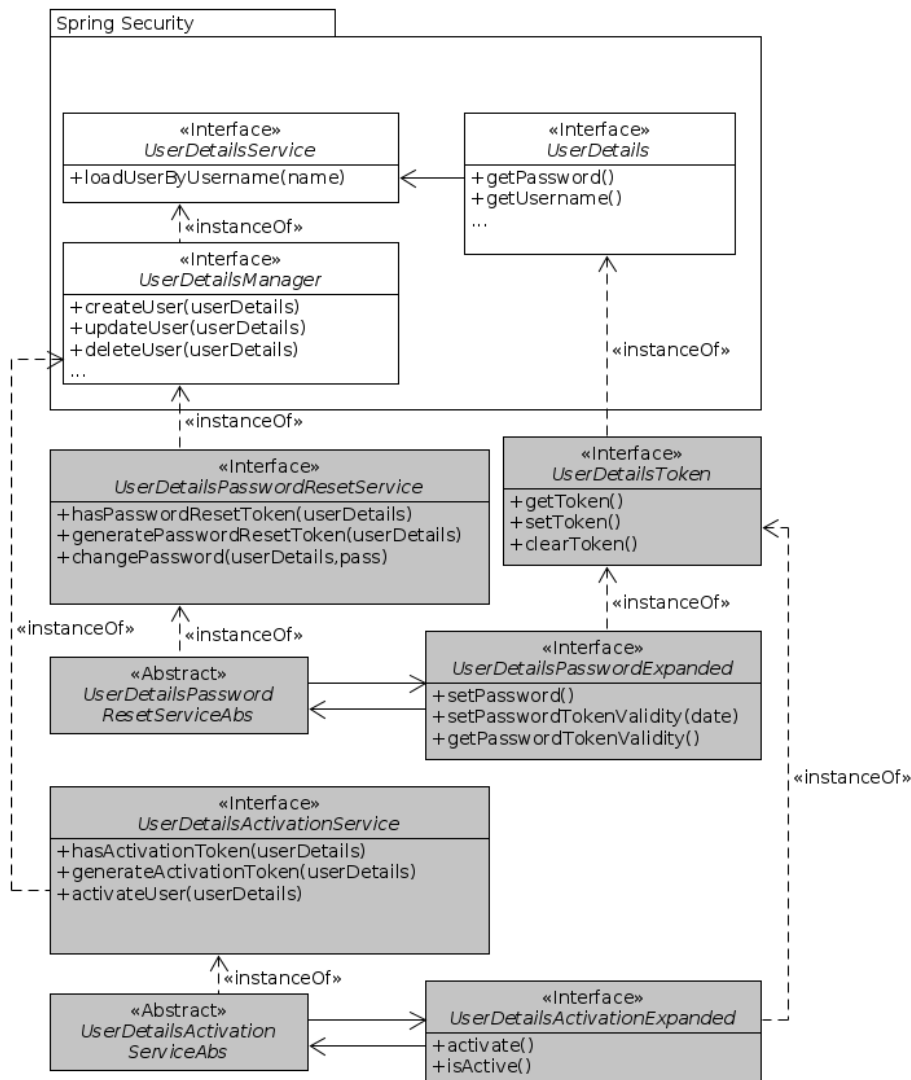 Spring Security
«Interface»
UserDetailsService
+loadUserByUsername(name)
«Interface»
UserDetails
+getPassword()
+getUsername()
...
«instanceOf»
«Interface»
UserDetailsManager
+createUser(userDetails)
+updateUser(userDetails)
+deleteUser(userDetails)
...
«instanceOf»
«instanceOf»
«Interface»
UserDetailsPasswordResetService
+hasPasswordResetToken(userDetails)
+generatePasswordResetToken(userDetails)
+changePassword(userDetails,pass)
«Interface»
UserDetailsToken
+getToken()
+setToken()
+clearToken()
«instanceOf»
«instanceOf»
«instanceOf»
«Abstract»
UserDetailsPassword
ResetServiceAbs
«Interface»
UserDetailsPasswordExpanded
+setPassword()
+setPasswordTokenValidity(date)
+getPasswordTokenValidity()
«instanceOf»
«Interface»
UserDetailsActivationService
+hasActivationToken(userDetails)
+generateActivationToken(userDetails)
+activateUser(userDetails)
«instanceOf»
«Abstract»
UserDetailsActivation
ServiceAbs
«Interface»
UserDetailsActivationExpanded
+activate()
+isActive()